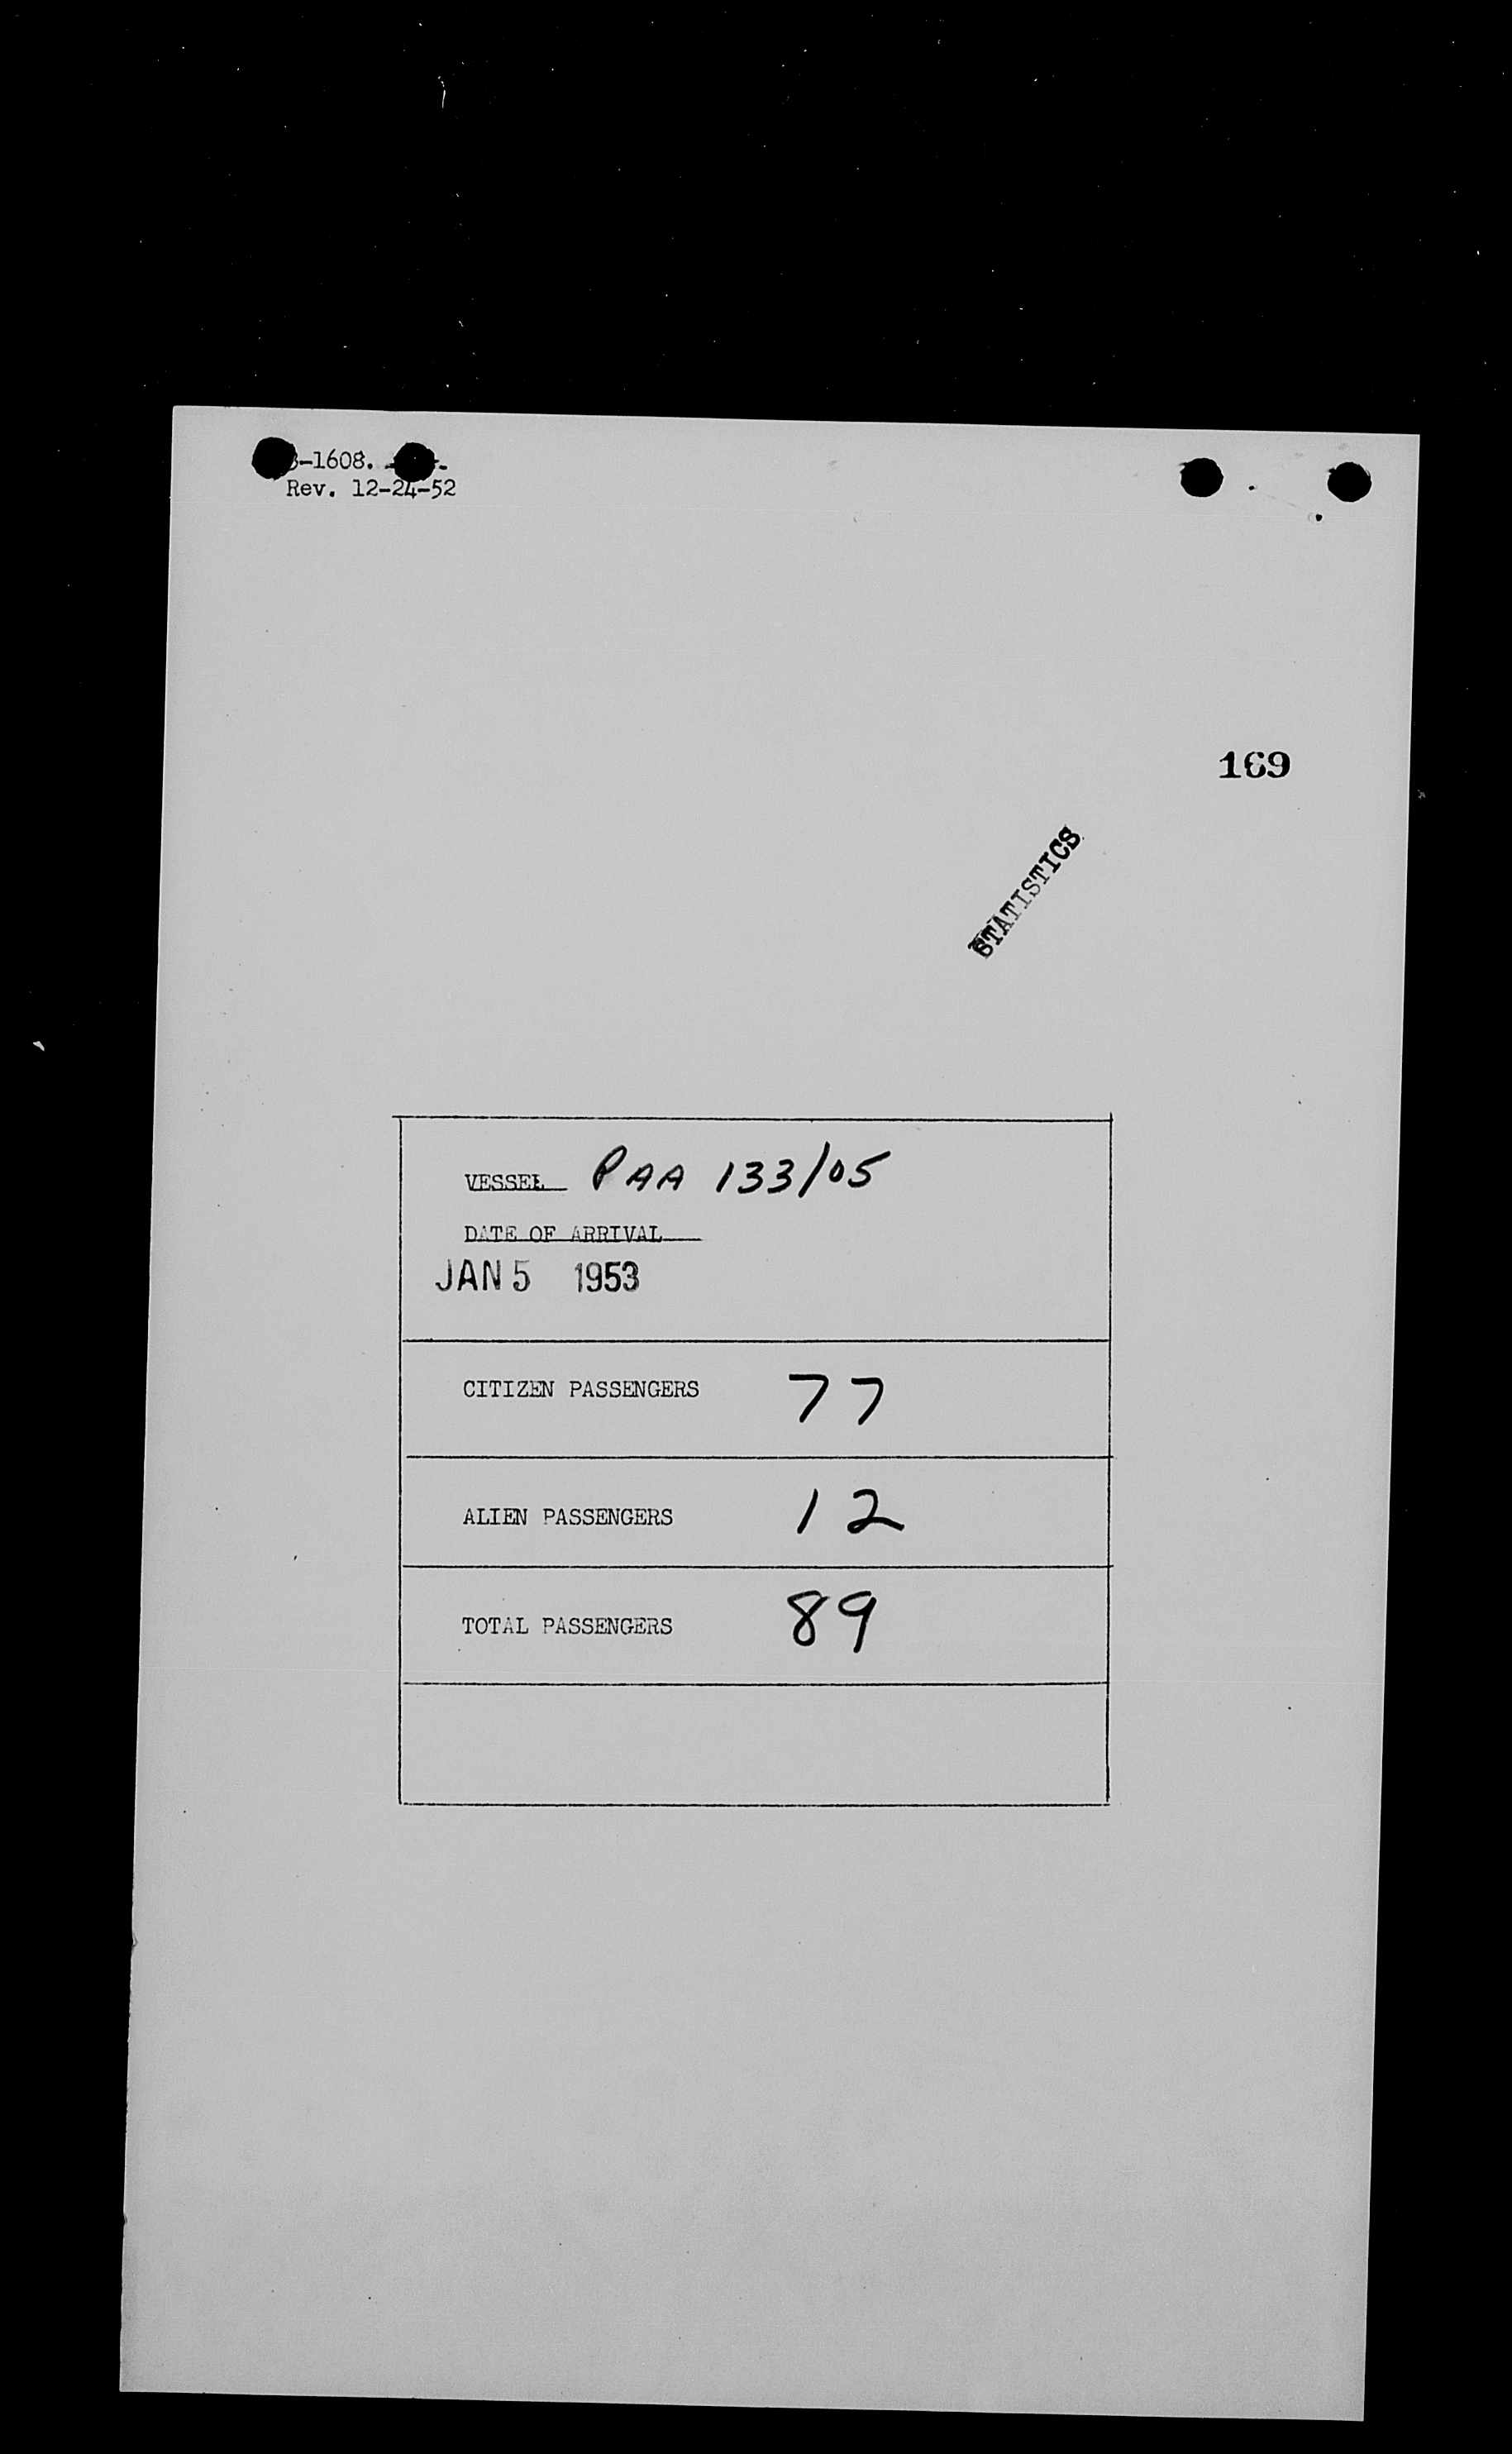 -1608.
Rev. 12-24-52
169
STATISTICS
VESSEL PAA 133/05
DATE OF ARRIVAL
JAN 5 1953
CITIZEN PASSENGERS 77
ALIEN PASSENGERS 12
TOTAL PASSENGERS 89